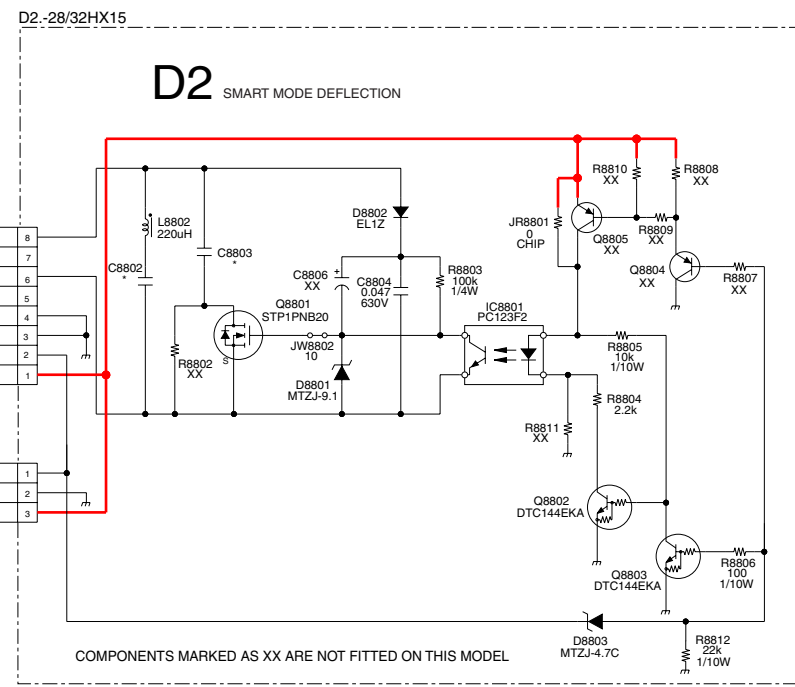 D2.-28/32HX15
D2 SMART MODE DEFLECTION
R8810
XX
R8808
XX
L8802
220uH
D8802
EL1Z
JR8801
0
CHIP
Q8805
XX
R8809
XX
8
7
6
5
4
3
2
1
C8802
*
C8803
*
C8806
XX
+
C8804
0.047
630V
R8803
100k
1/4W
Q8804
XX
R8807
XX
Q8801
STP1PNB20
S
IC8801
PC123F2
R8802
XX
JW8802
10
D8801
MTZJ-9.1
R8805
10k
1/10W
R8804
2.2k
R8811
XX
1
2
3
Q8802
DTC144EKA
Q8803
DTC144EKA
R8806
100
1/10W
D8803
MTZJ-4.7C
R8812
22k
1/10W
COMPONENTS MARKED AS XX ARE NOT FITTED ON THIS MODEL